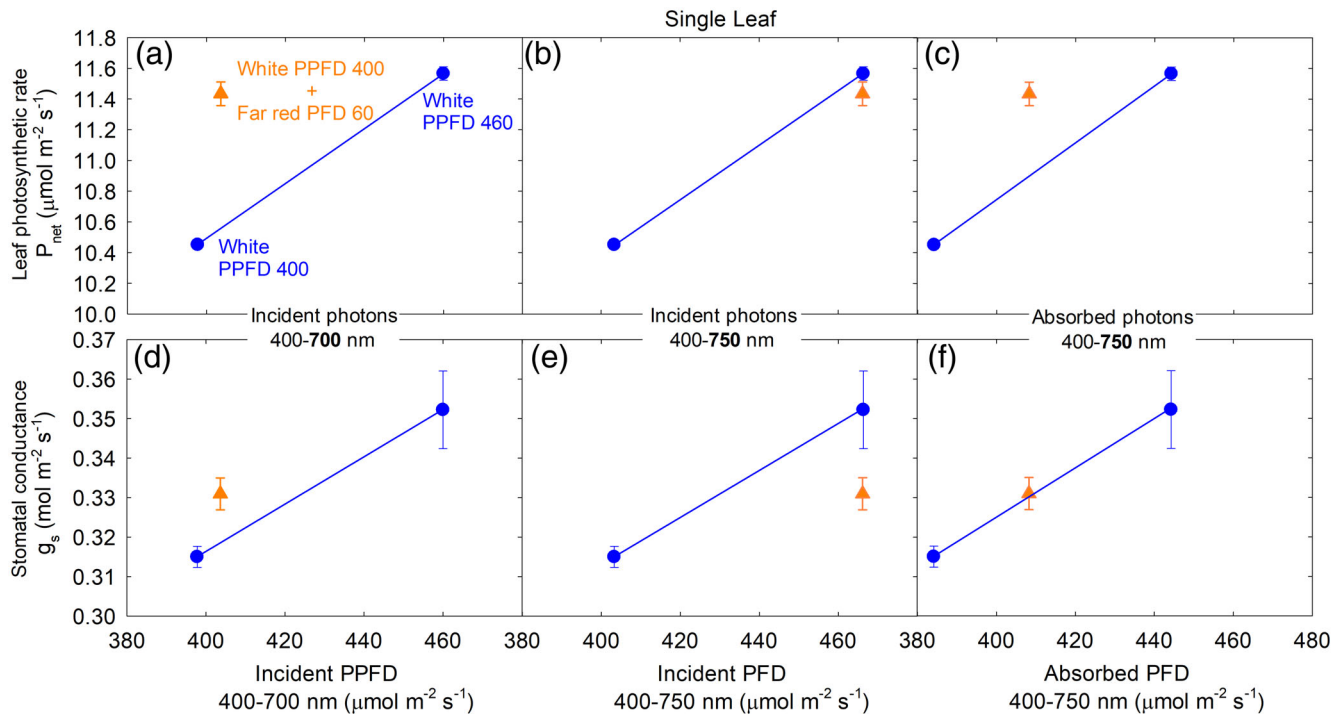 Single Leaf
Leaf photosynthetic rate
P_net (μmol m⁻² s⁻¹)
11.8
11.6
11.4
11.2
11.0
10.8
10.6
10.4
10.2
10.0
(a)
White PPFD 400
+
Far red PFD 60
White
PPFD 460
White
PPFD 400
(b)
(c)
Incident photons
400-700 nm
Incident photons
400-750 nm
Absorbed photons
400-750 nm
Stomatal conductance
g_s (mol m⁻² s⁻¹)
0.37
0.36
0.35
0.34
0.33
0.32
0.31
0.30
(d)
(e)
(f)
380 400 420 440 460 380 400 420 440 460 380 400 420 440 460 480
Incident PPFD
400-700 nm (μmol m⁻² s⁻¹)
Incident PFD
400-750 nm (μmol m⁻² s⁻¹)
Absorbed PFD
400-750 nm (μmol m⁻² s⁻¹)